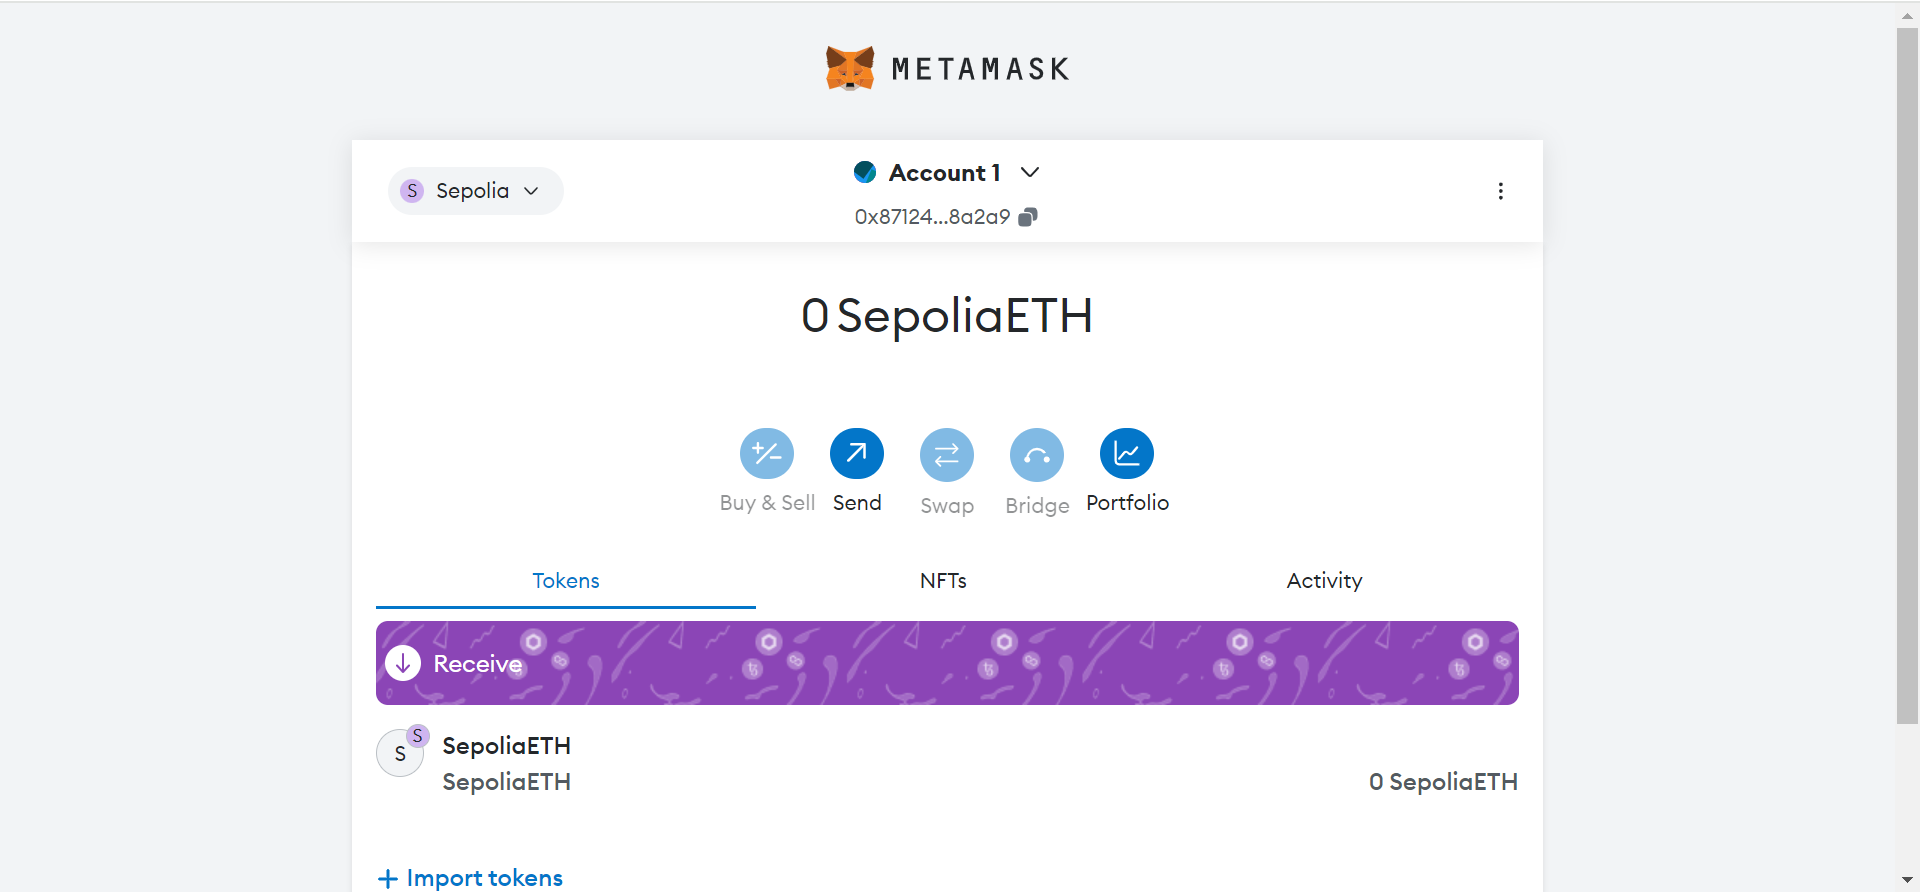 METAMASK
S Sepolia
Account 1
0x87124...8a2a9
0 SepoliaETH
Buy & Sell
Send
Swap
Bridge
Portfolio
Tokens
NFTs
Activity
Receive
S
S
SepoliaETH
SepoliaETH
0 SepoliaETH
+ Import tokens